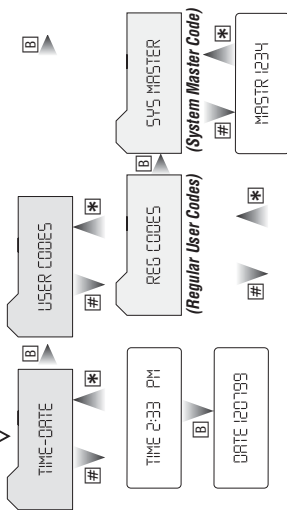 B
TIME-DATE
B
USER CODES
#
*
#
*
TIME 2:33 PM
REG CODES
B
SYS MASTER
(Regular User Codes)
(System Master Code)
B
#
*
#
*
DATE 120799
MASTR 1234